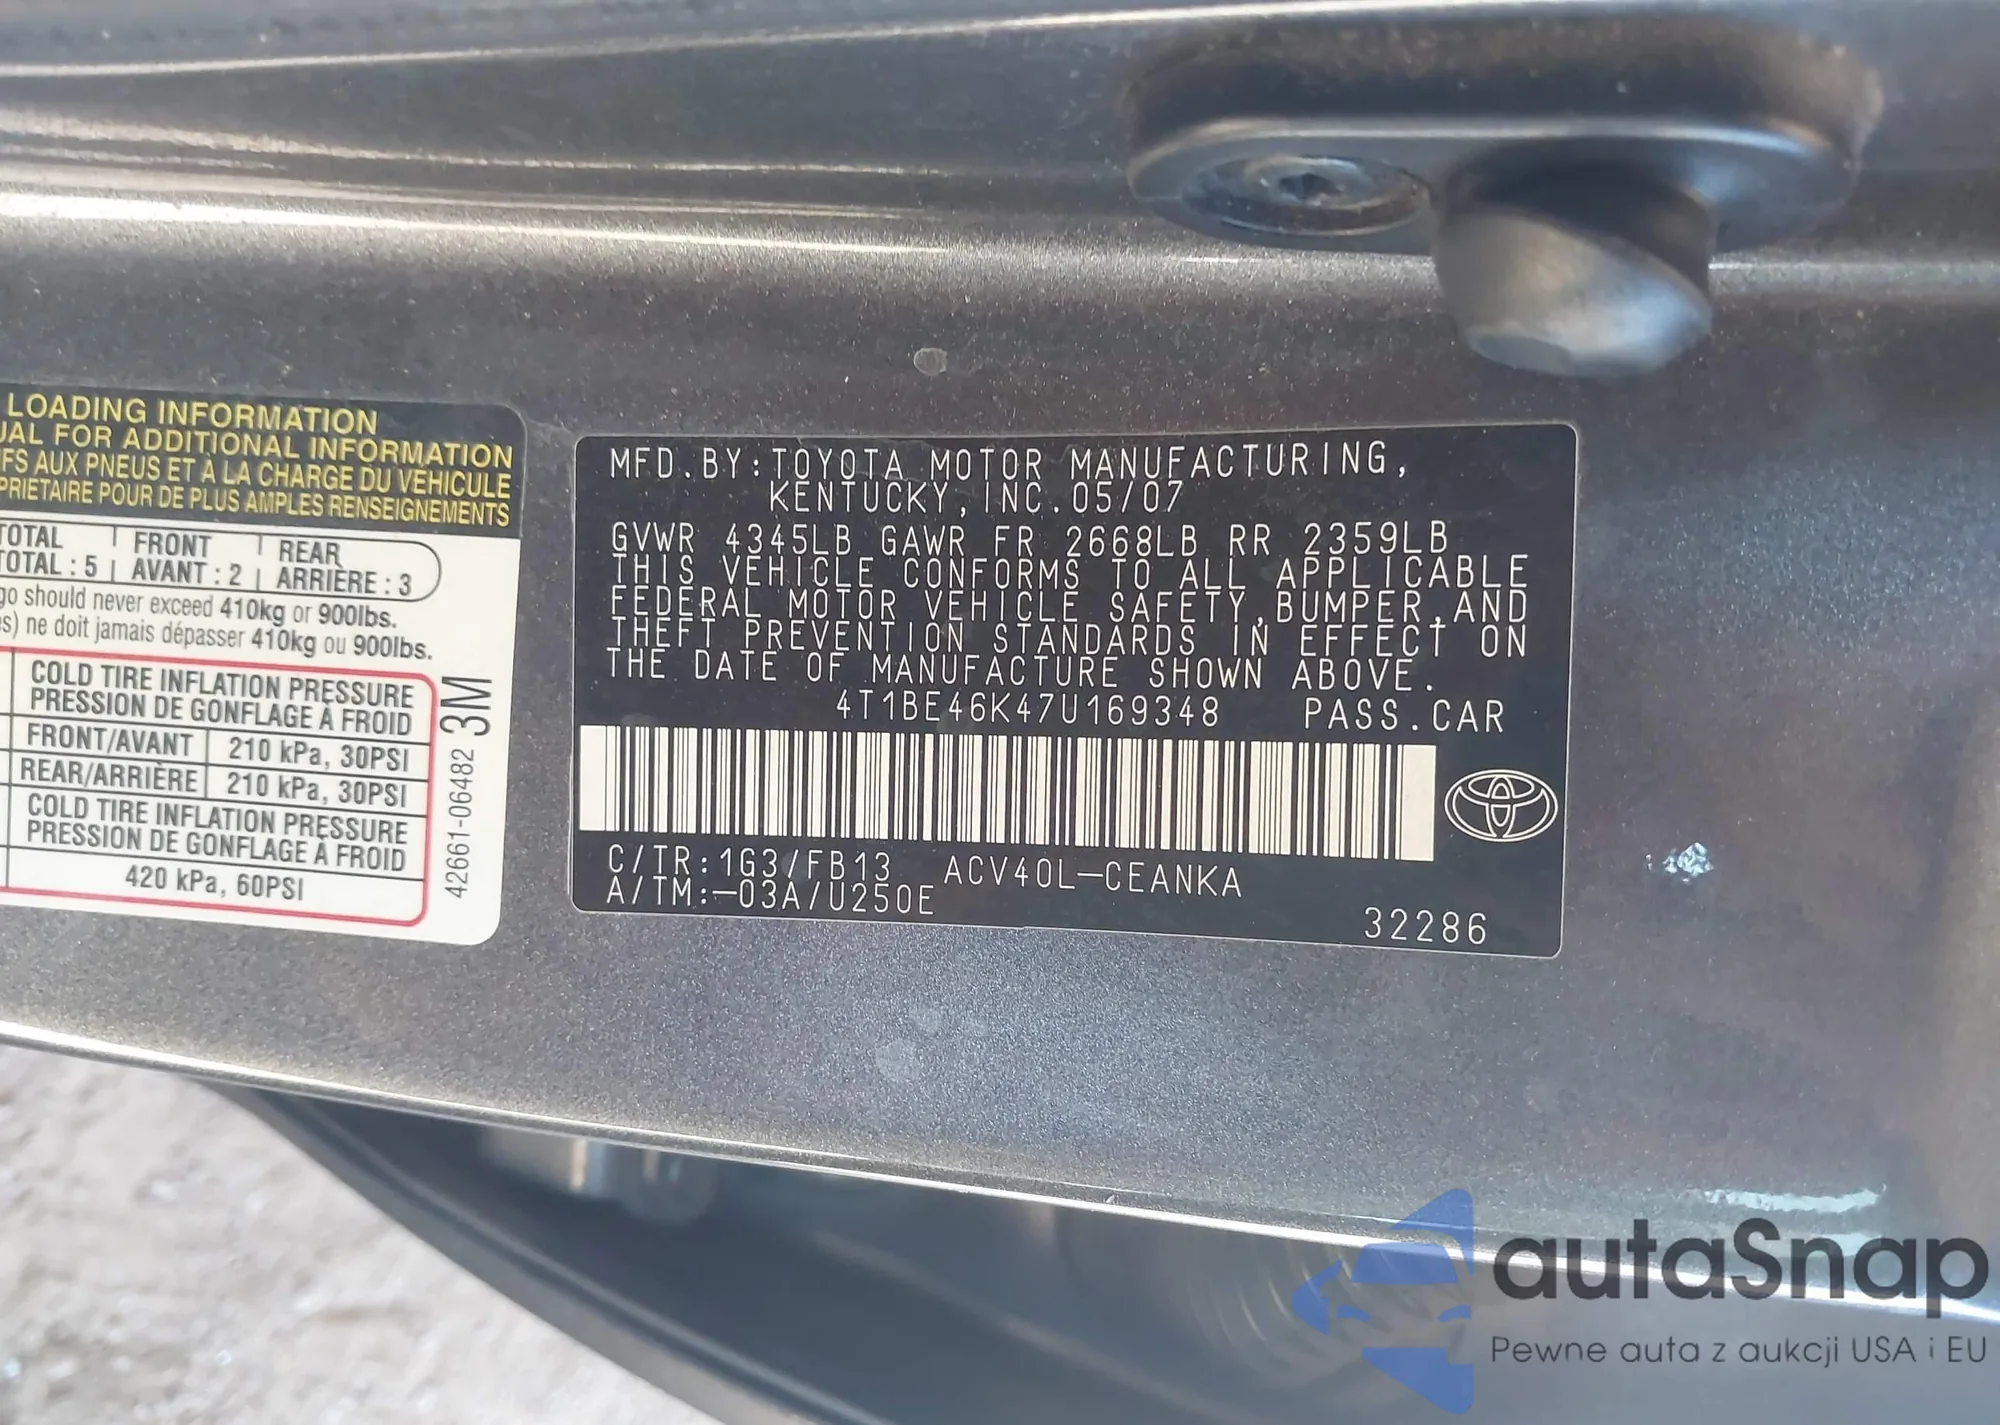 LOADING INFORMATION
UAL FOR ADDITIONAL INFORMATION
IFS AUX PNEUS ET À LA CHARGE DU VÉHICULE
PRIÉTAIRE POUR DE PLUS AMPLES RENSEIGNEMENTS
TOTAL FRONT REAR
TOTAL : 5 AVANT : 2 ARRIÈRE : 3
go should never exceed 410kg or 900lbs.
es) ne doit jamais dépasser 410kg ou 900lbs.
COLD TIRE INFLATION PRESSURE
PRESSION DE GONFLAGE À FROID
FRONT/AVANT 210 kPa, 30PSI
REAR/ARRIÈRE 210 kPa, 30PSI
COLD TIRE INFLATION PRESSURE
PRESSION DE GONFLAGE À FROID
420 kPa, 60PSI
42661-06482 3M
MFD.BY:TOYOTA MOTOR MANUFACTURING,
KENTUCKY,INC.05/07
GVWR 4345LB GAWR FR 2668LB RR 2359LB
THIS VEHICLE CONFORMS TO ALL APPLICABLE
FEDERAL MOTOR VEHICLE SAFETY,BUMPER,AND
THEFT PREVENTION STANDARDS IN EFFECT ON
THE DATE OF MANUFACTURE SHOWN ABOVE.
4T1BE46K47U169348 PASS.CAR
C/TR:1G3/FB13 ACV40L-CEANKA
A/TM:-03A/U250E
32286
autaSnap
Pewne auta z aukcji USA i EU